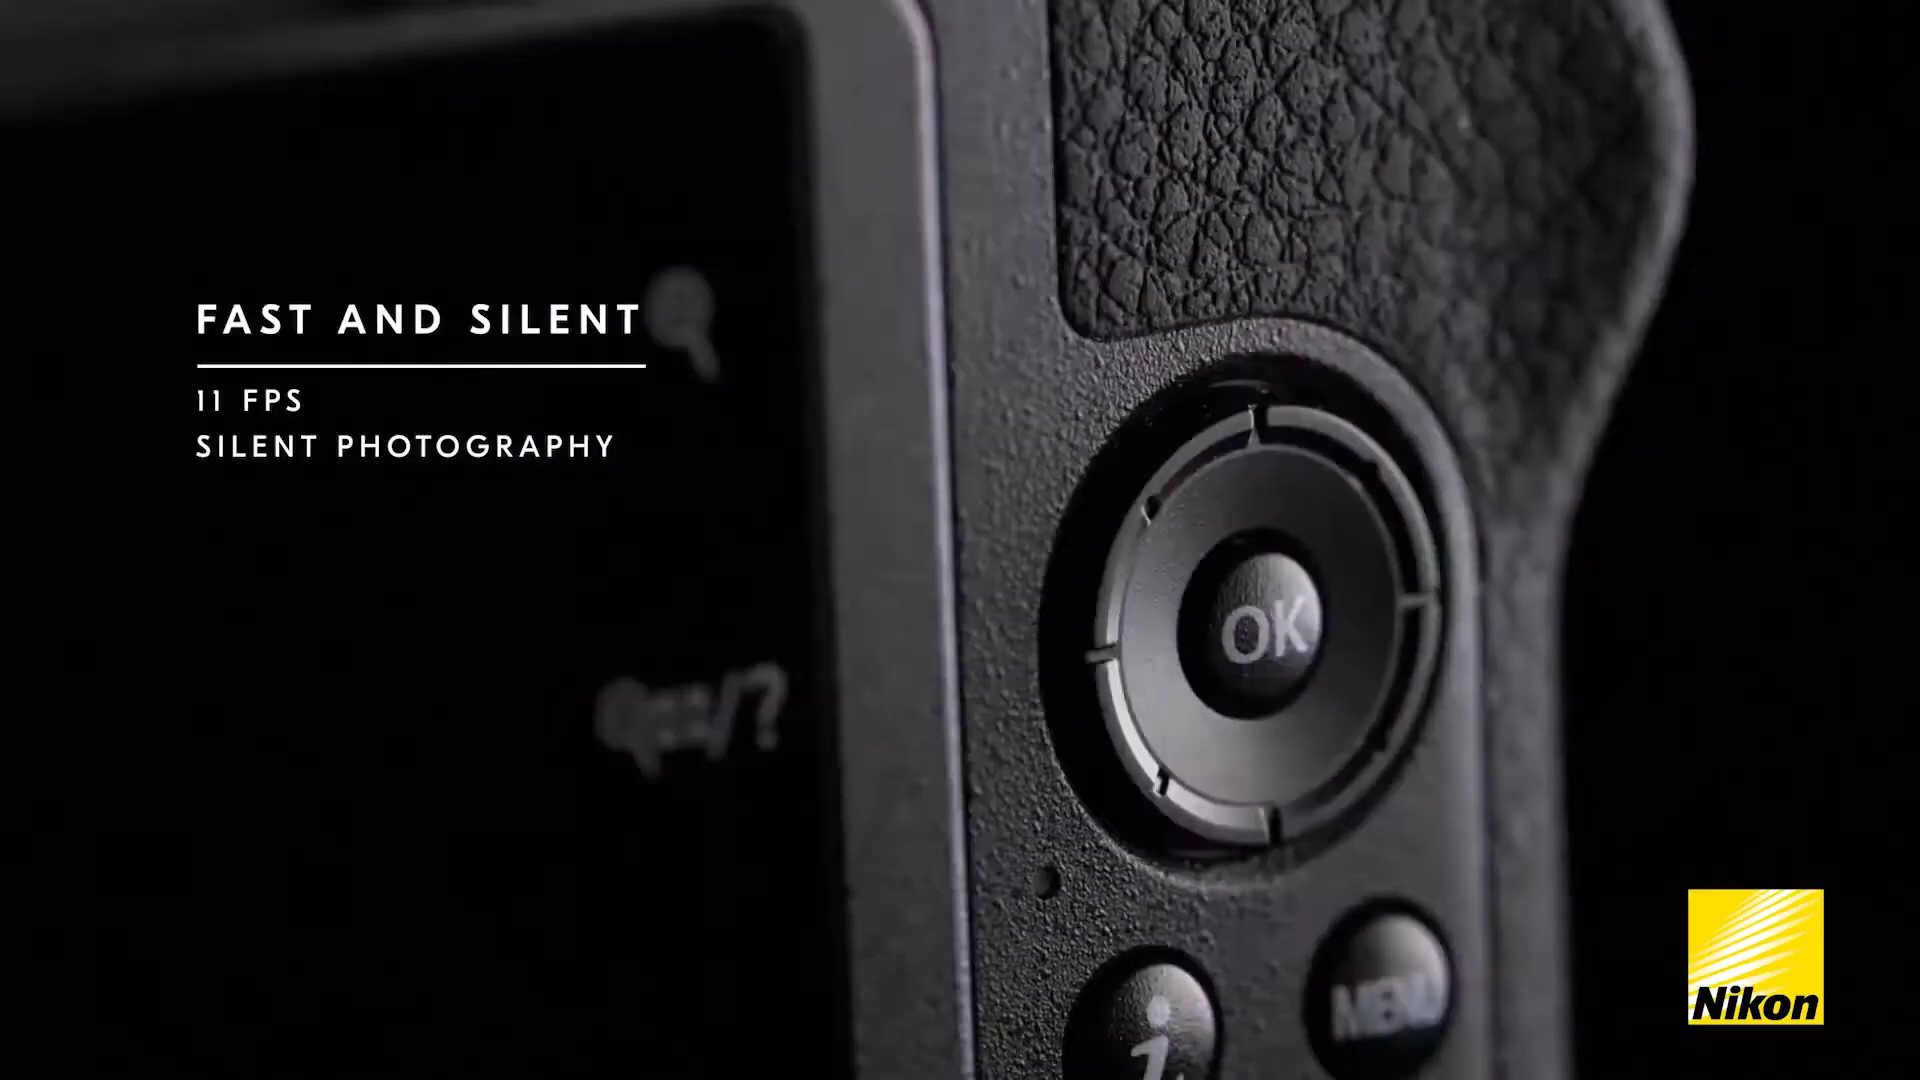 FAST AND SILENT
11 FPS
SILENT PHOTOGRAPHY
OK
i
MENU
Nikon